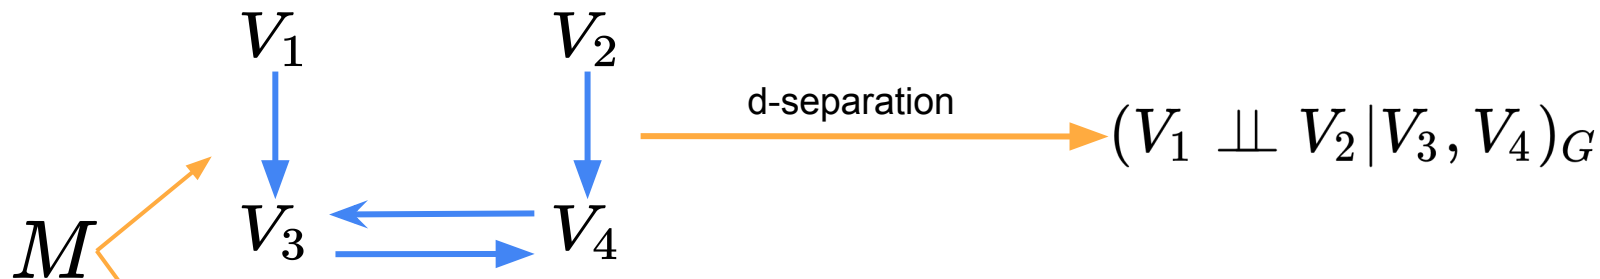 V₁ V₂
d-separation
(V₁ ⫫ V₂|V₃, V₄)G
V₃ V₄
M